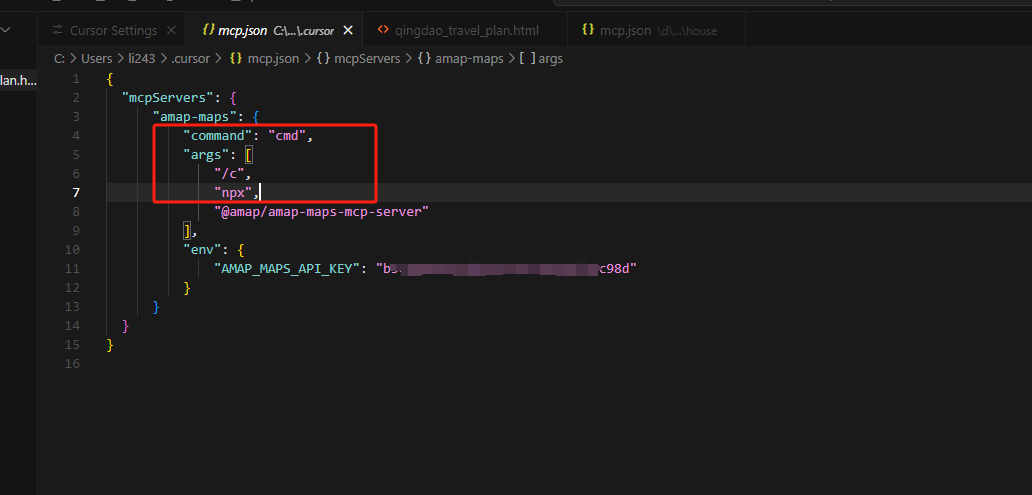 Cursor Settings
mcp.json C:\...\.cursor
qingdao_travel_plan.html
mcp.json \d\...\house
lan.h...
C: > Users > li243 > .cursor > {} mcp.json > {} mcpServers > {} amap-maps > [ ] args
1 {
2 "mcpServers": {
3 "amap-maps": {
4 "command": "cmd",
5 "args": [
6 "/c",
7 "npx",
8 "@amap/amap-maps-mcp-server"
9 ],
10 "env": {
11 "AMAP_MAPS_API_KEY": "b c98d"
12 }
13 }
14 }
15 }
16